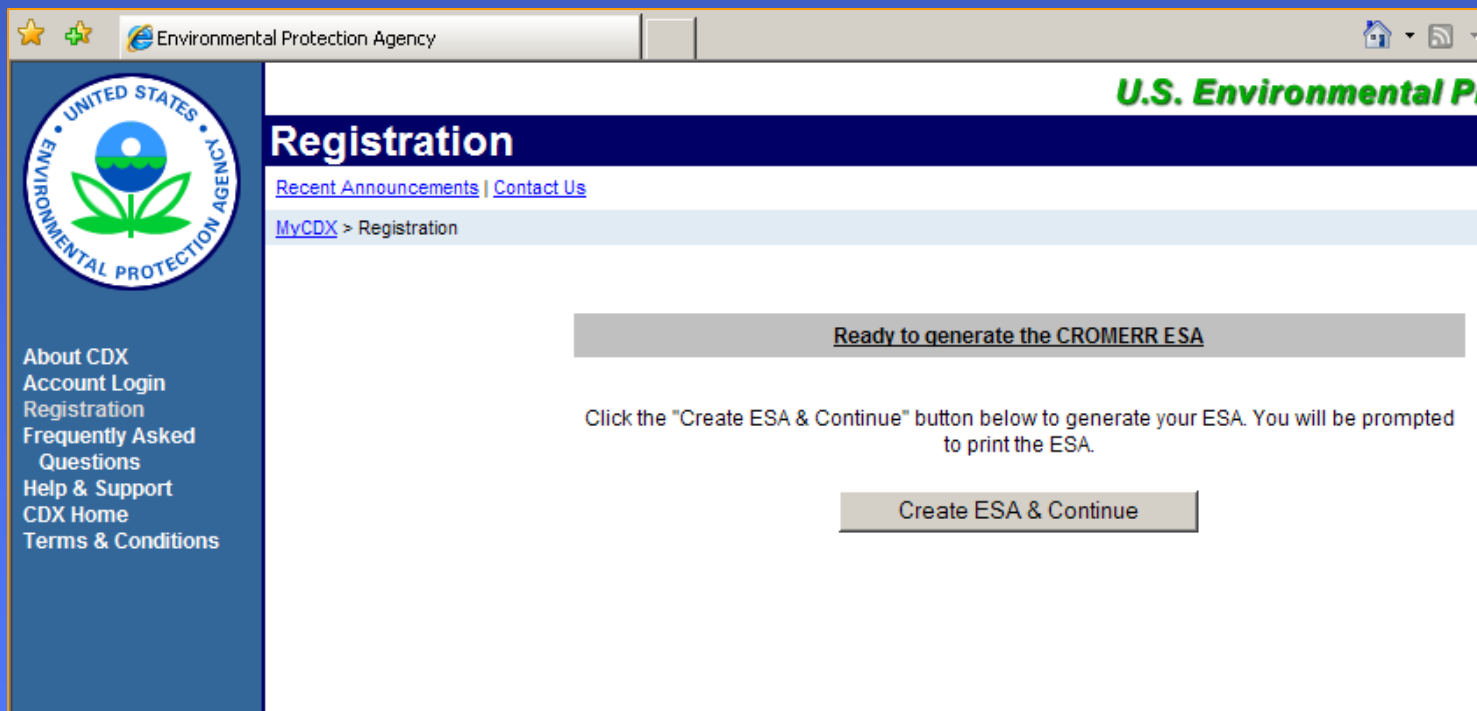 Environmental Protection Agency
UNITED STATES • ENVIRONMENTAL PROTECTION AGENCY •
U.S. Environmental
Registration
Recent Announcements | Contact Us
MyCDX > Registration
Ready to generate the CROMERR ESA
Click the "Create ESA & Continue" button below to generate your ESA. You will be prompted
to print the ESA.
Create ESA & Continue
About CDX
Account Login
Registration
Frequently Asked
Questions
Help & Support
CDX Home
Terms & Conditions